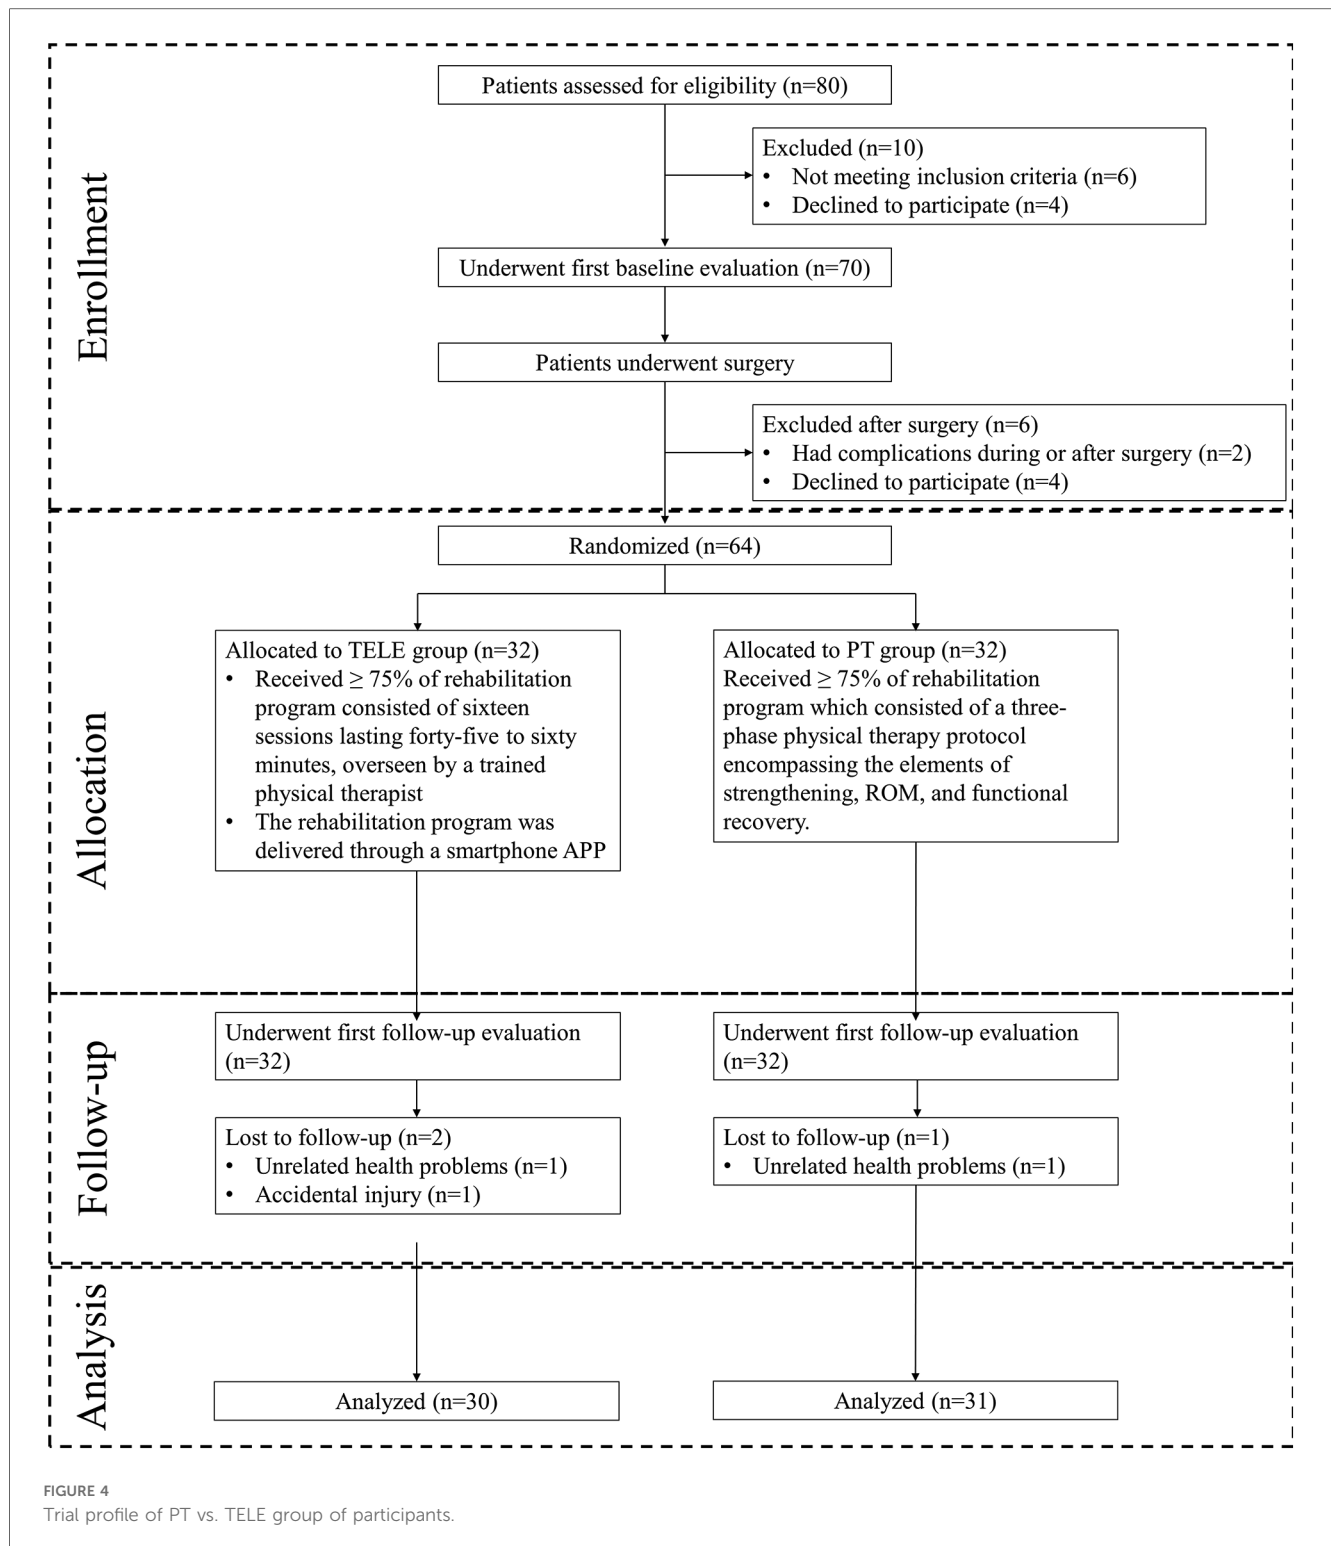 Enrollment
Patients assessed for eligibility (n=80)
Excluded (n=10)
• Not meeting inclusion criteria (n=6)
• Declined to participate (n=4)
Underwent first baseline evaluation (n=70)
Patients underwent surgery
Excluded after surgery (n=6)
• Had complications during or after surgery (n=2)
• Declined to participate (n=4)
Allocation
Randomized (n=64)
Allocated to TELE group (n=32)
• Received ≥ 75% of rehabilitation
program consisted of sixteen
sessions lasting forty-five to sixty
minutes, overseen by a trained
physical therapist
• The rehabilitation program was
delivered through a smartphone APP
Allocated to PT group (n=32)
Received ≥ 75% of rehabilitation
program which consisted of a three-
phase physical therapy protocol
encompassing the elements of
strengthening, ROM, and functional
recovery.
Follow-up
Underwent first follow-up evaluation
(n=32)
Lost to follow-up (n=2)
• Unrelated health problems (n=1)
• Accidental injury (n=1)
Underwent first follow-up evaluation
(n=32)
Lost to follow-up (n=1)
• Unrelated health problems (n=1)
Analysis
Analyzed (n=30)
Analyzed (n=31)
FIGURE 4
Trial profile of PT vs. TELE group of participants.